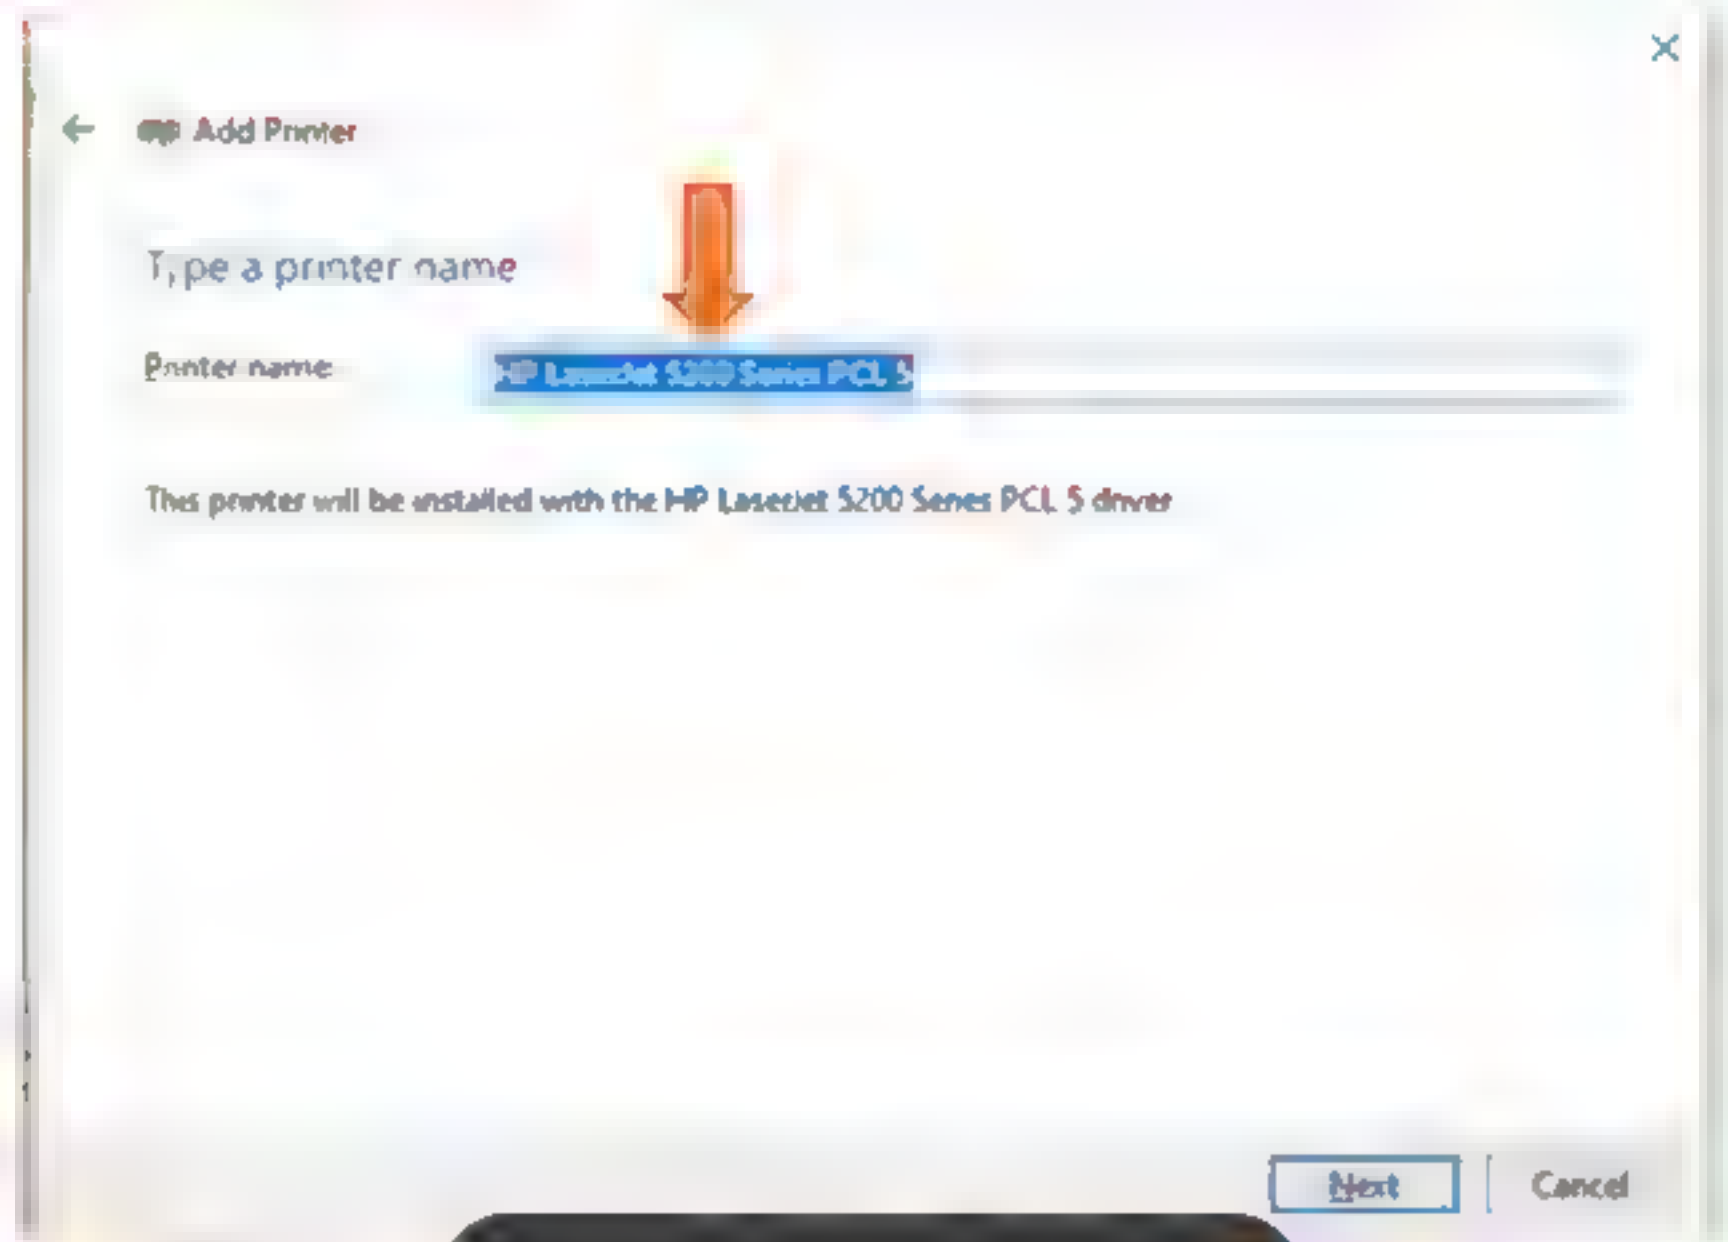 Add Printer
Type a printer name
Printer name
HP LaserJet 5200 Series PCL 5
This printer will be installed with the HP LaserJet 5200 Series PCL 5 driver
Next
Cancel